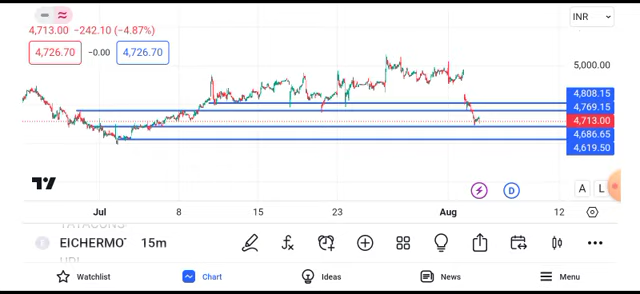 4,713.00 −242.10 (−4.87%)
INR
4,726.70 −0.00 4,726.70
5,000.00
4,808.15
4,769.15
4,713.00
4,686.65
4,619.50
A L
D
Jul 8 15 23 Aug 12
EICHERMOT 15m
Watchlist Chart Ideas News Menu